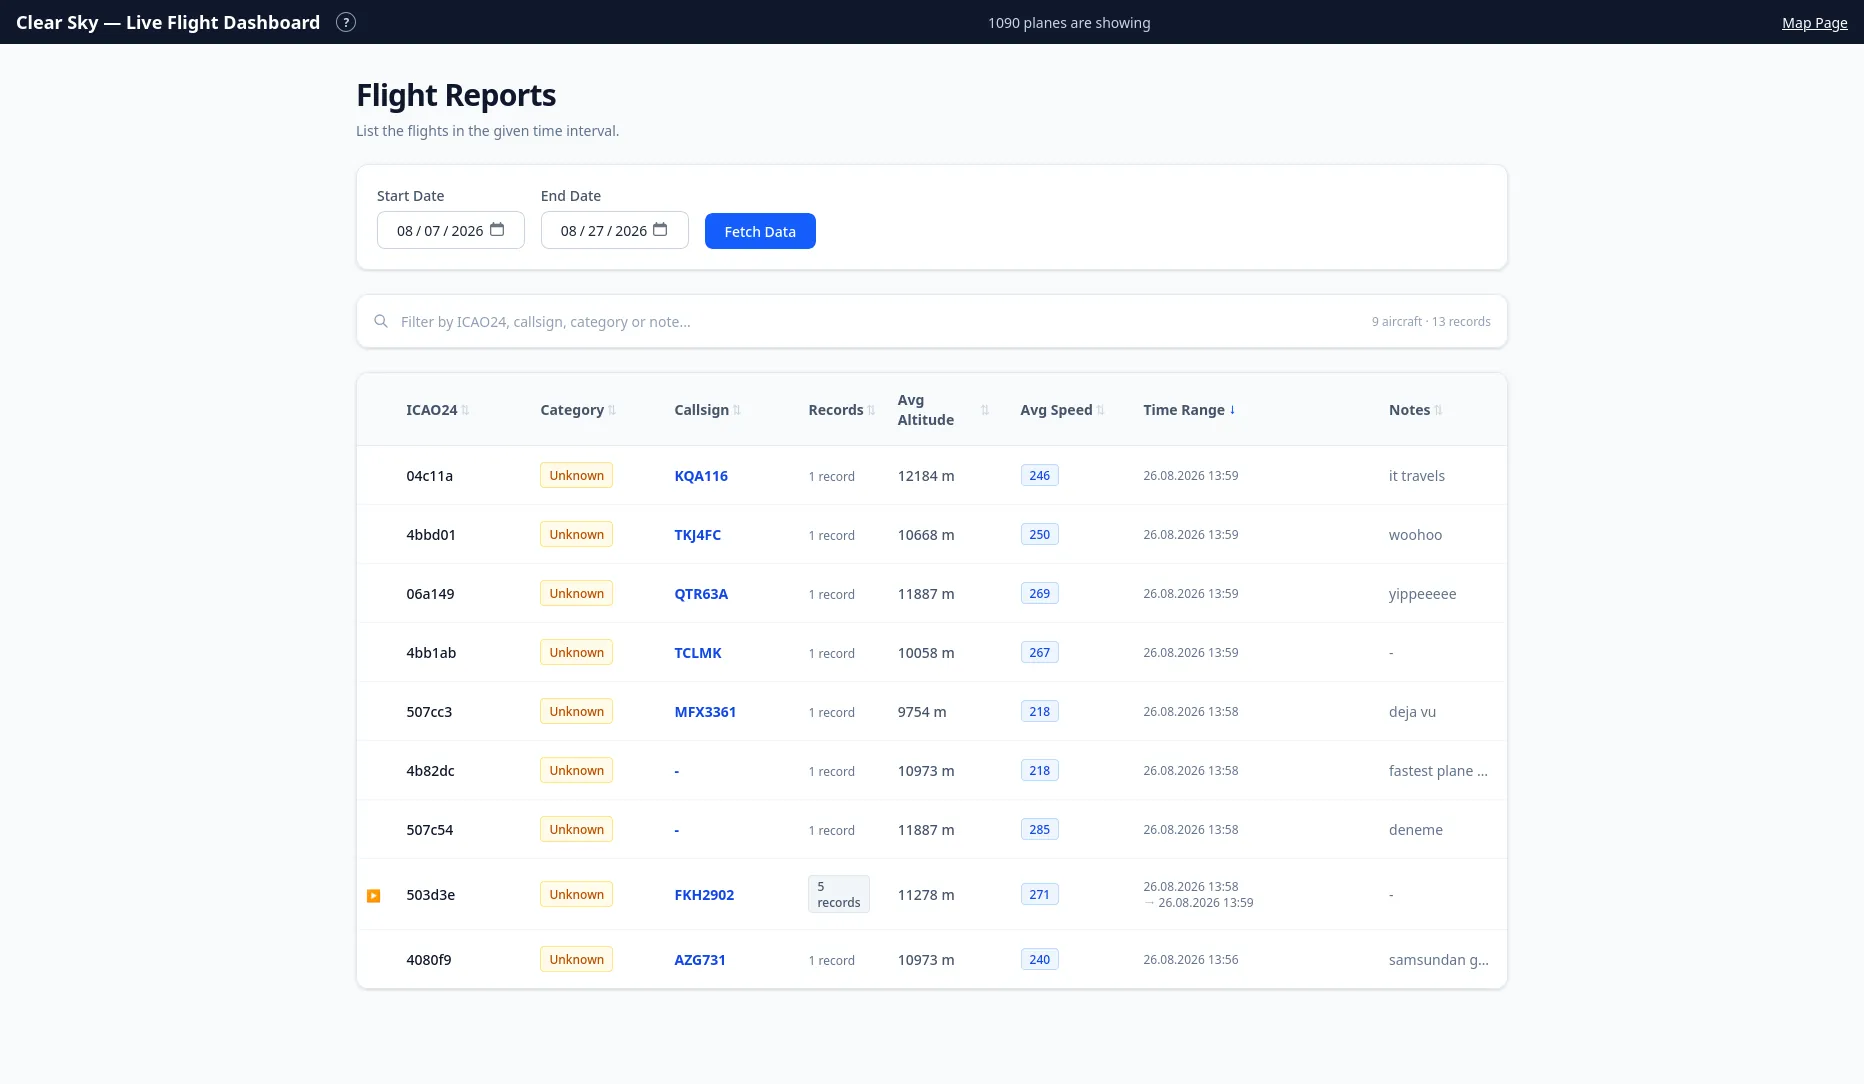 Clear Sky — Live Flight Dashboard ? 1090 planes are showing Map Page
Flight Reports
List the flights in the given time interval.
Start Date End Date
08 / 07 / 2026 08 / 27 / 2026 Fetch Data
Filter by ICAO24, callsign, category or note... 9 aircraft · 13 records
ICAO24 ⇅ Category ⇅ Callsign ⇅ Records ⇅ Avg Altitude ⇅ Avg Speed ⇅ Time Range ↓ Notes ⇅
04c11a Unknown KQA116 1 record 12184 m 246 26.08.2026 13:59 it travels
4bbd01 Unknown TKJ4FC 1 record 10668 m 250 26.08.2026 13:59 woohoo
06a149 Unknown QTR63A 1 record 11887 m 269 26.08.2026 13:59 yippeeeee
4bb1ab Unknown TCLMK 1 record 10058 m 267 26.08.2026 13:59 -
507cc3 Unknown MFX3361 1 record 9754 m 218 26.08.2026 13:58 deja vu
4b82dc Unknown - 1 record 10973 m 218 26.08.2026 13:58 fastest plane ...
507c54 Unknown - 1 record 11887 m 285 26.08.2026 13:58 deneme
503d3e Unknown FKH2902 5 records 11278 m 271 26.08.2026 13:58 → 26.08.2026 13:59 -
4080f9 Unknown AZG731 1 record 10973 m 240 26.08.2026 13:56 samsundan g...